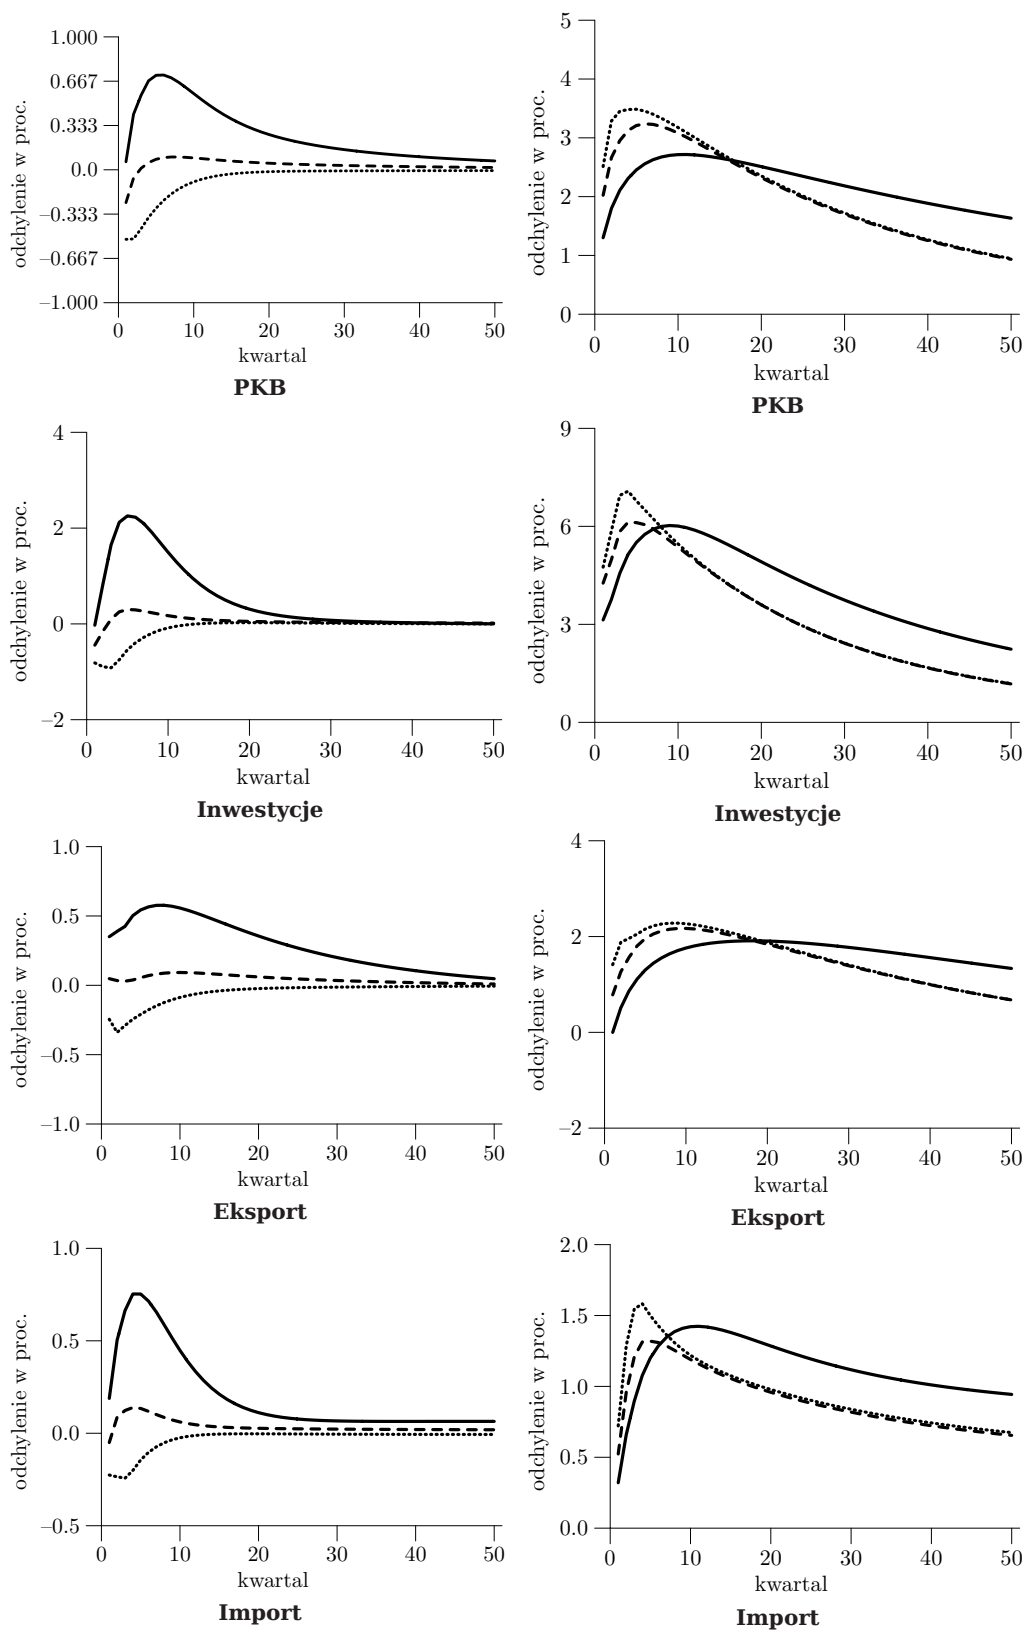 odchylenie w proc.
1.000
0.667
0.333
0.0
–0.333
–0.667
–1.000
0 10 20 30 40 50
kwartal
PKB
odchylenie w proc.
5
4
3
2
1
0
0 10 20 30 40 50
kwartal
PKB
odchylenie w proc.
4
2
0
–2
0 10 20 30 40 50
kwartal
Inwestycje
odchylenie w proc.
9
6
3
0
0 10 20 30 40 50
kwartal
Inwestycje
odchylenie w proc.
1.0
0.5
0.0
–0.5
–1.0
0 10 20 30 40 50
kwartal
Eksport
odchylenie w proc.
4
2
0
–2
0 10 20 30 40 50
kwartal
Eksport
odchylenie w proc.
1.0
0.5
0.0
–0.5
0 10 20 30 40 50
kwartal
Import
odchylenie w proc.
2.0
1.5
1.0
0.5
0.0
0 10 20 30 40 50
kwartal
Import